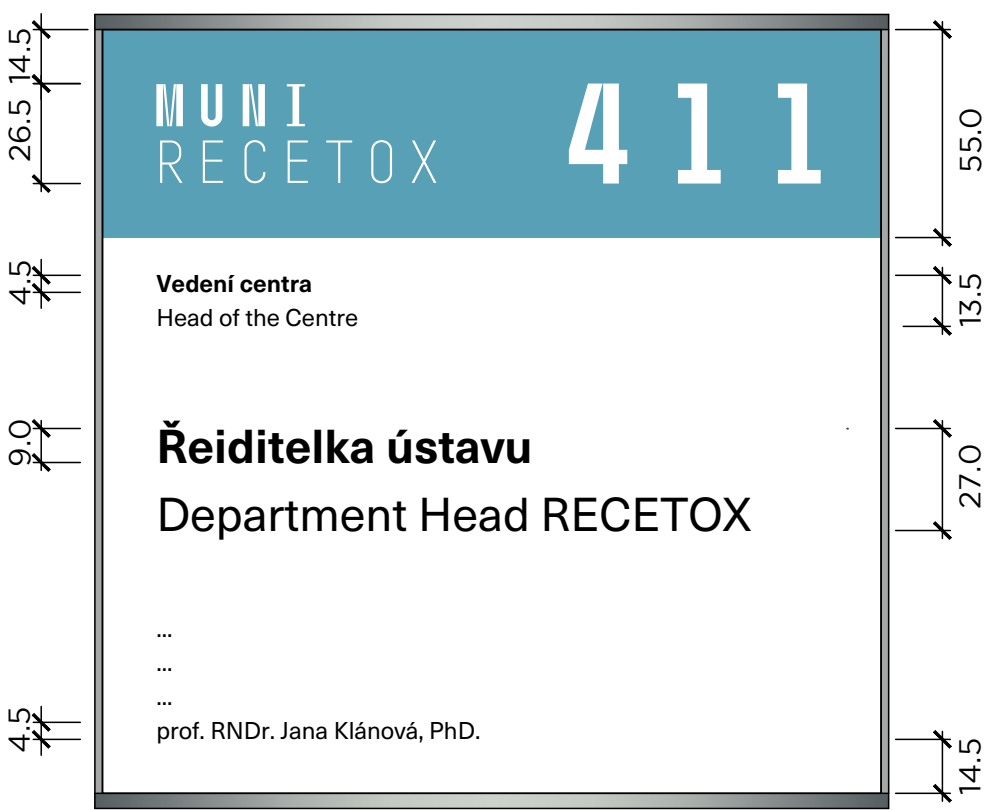 14.5
26.5
MUNI
RECETOX
411
55.0
4.5
Vedení centra
Head of the Centre
13.5
9.0
Řeiditelka ústavu
Department Head RECETOX
27.0
...
...
...
4.5
prof. RNDr. Jana Klánová, PhD.
14.5